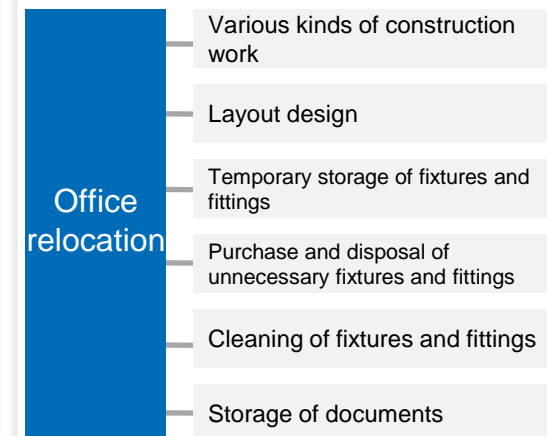 Office
relocation
Various kinds of construction
work
Layout design
Temporary storage of fixtures and
fittings
Purchase and disposal of
unnecessary fixtures and fittings
Cleaning of fixtures and fittings
Storage of documents